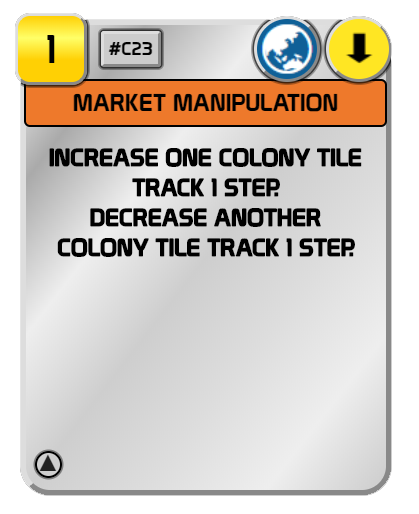 1
#C23
MARKET MANIPULATION
INCREASE ONE COLONY TILE
TRACK 1 STEP.
DECREASE ANOTHER
COLONY TILE TRACK 1 STEP.